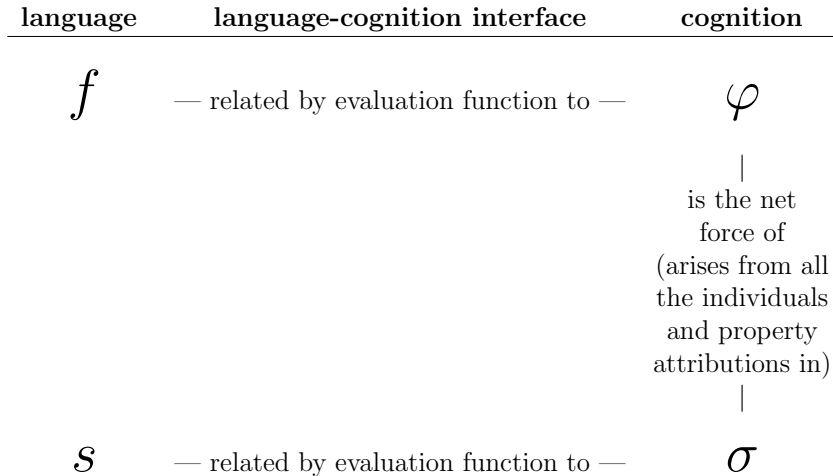 language language-cognition interface cognition
f — related by evaluation function to — φ
|
is the net
force of
(arises from all
the individuals
and property
attributions in)
|
s — related by evaluation function to — σ